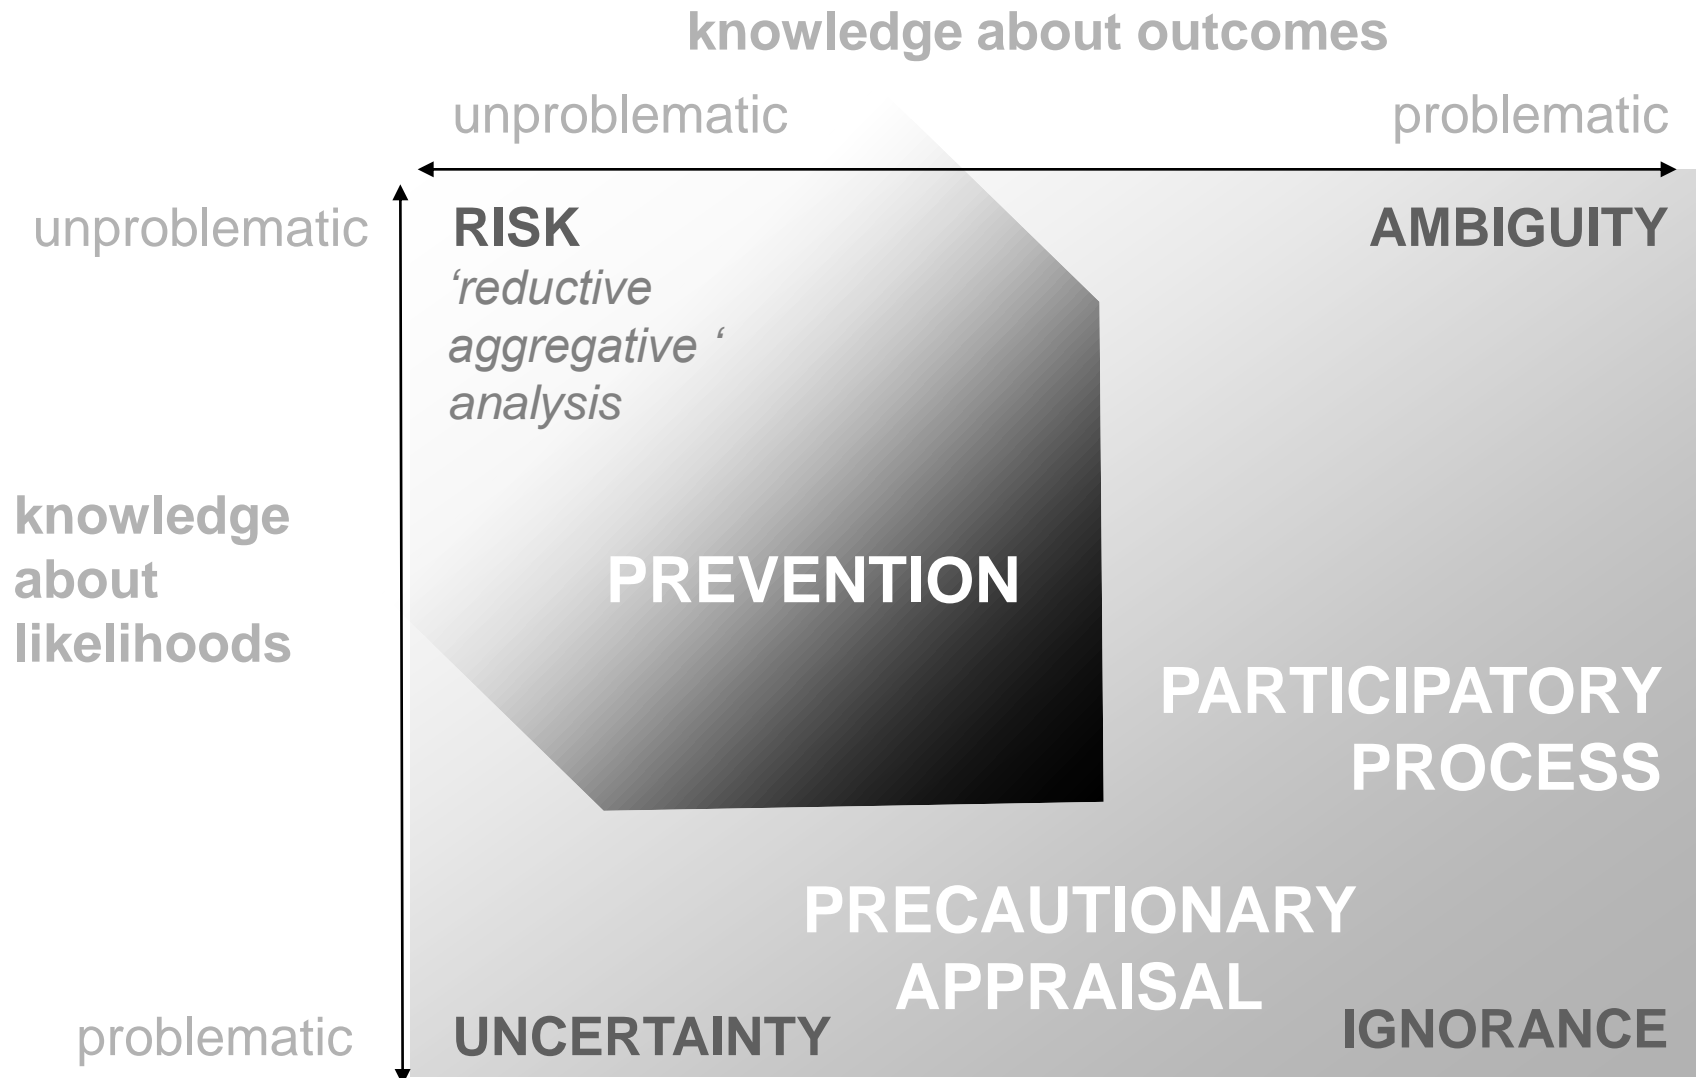 knowledge about outcomes
unproblematic
problematic
unproblematic
RISK
AMBIGUITY
‘reductive
aggregative ‘
analysis
knowledge
about
likelihoods
PREVENTION
PARTICIPATORY
PROCESS
PRECAUTIONARY
APPRAISAL
problematic
UNCERTAINTY
IGNORANCE